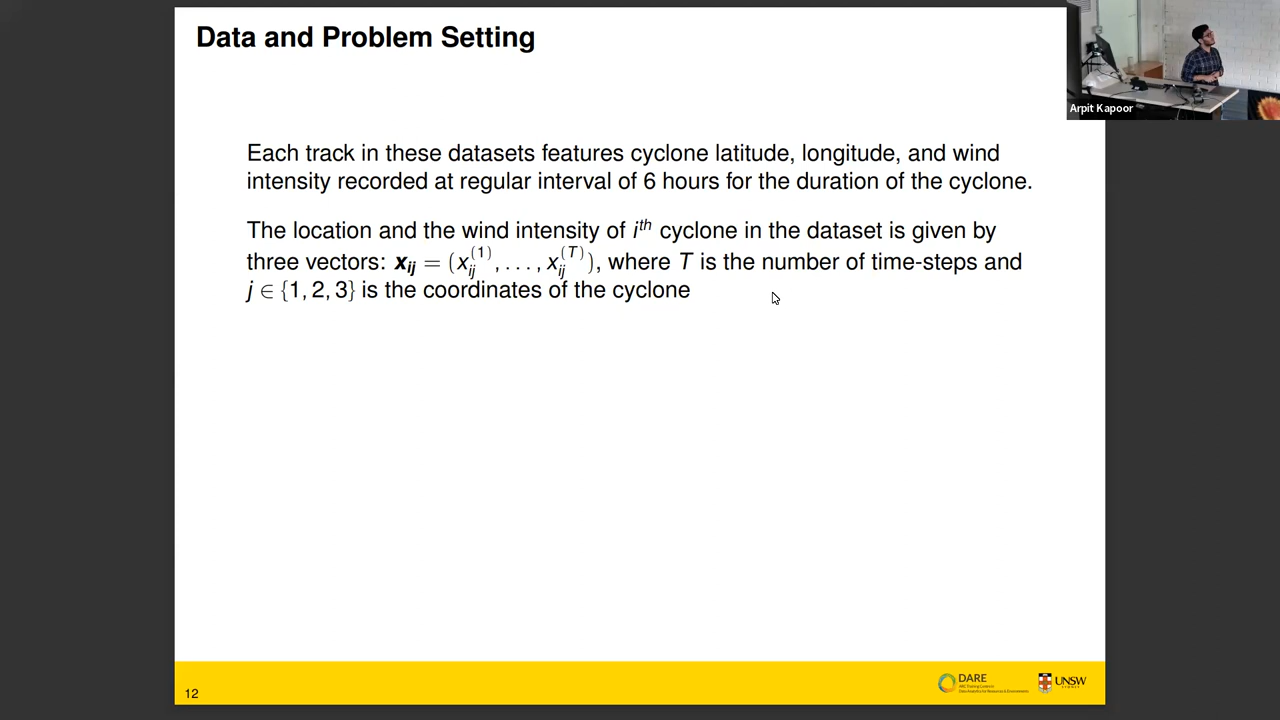 Data and Problem Setting
Arpit Kapoor
Each track in these datasets features cyclone latitude, longitude, and wind
intensity recorded at regular interval of 6 hours for the duration of the cyclone.
The location and the wind intensity of iᵗʰ cyclone in the dataset is given by
three vectors: x_ij = (x_ij^(1), . . . , x_ij^(T)), where T is the number of time-steps and
j ∈ {1, 2, 3} is the coordinates of the cyclone
12
DARE
UNSW